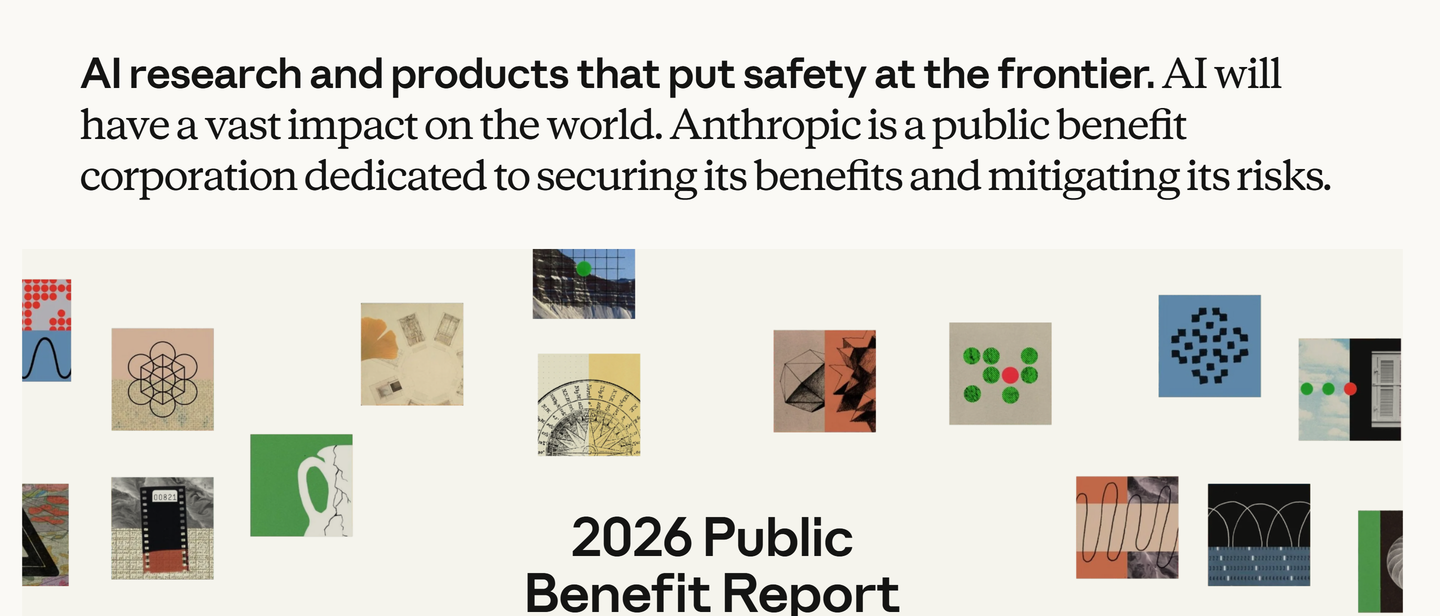 AI research and products that put safety at the frontier. AI will
have a vast impact on the world. Anthropic is a public benefit
corporation dedicated to securing its benefits and mitigating its risks.
00821
2026 Public
Benefit Report